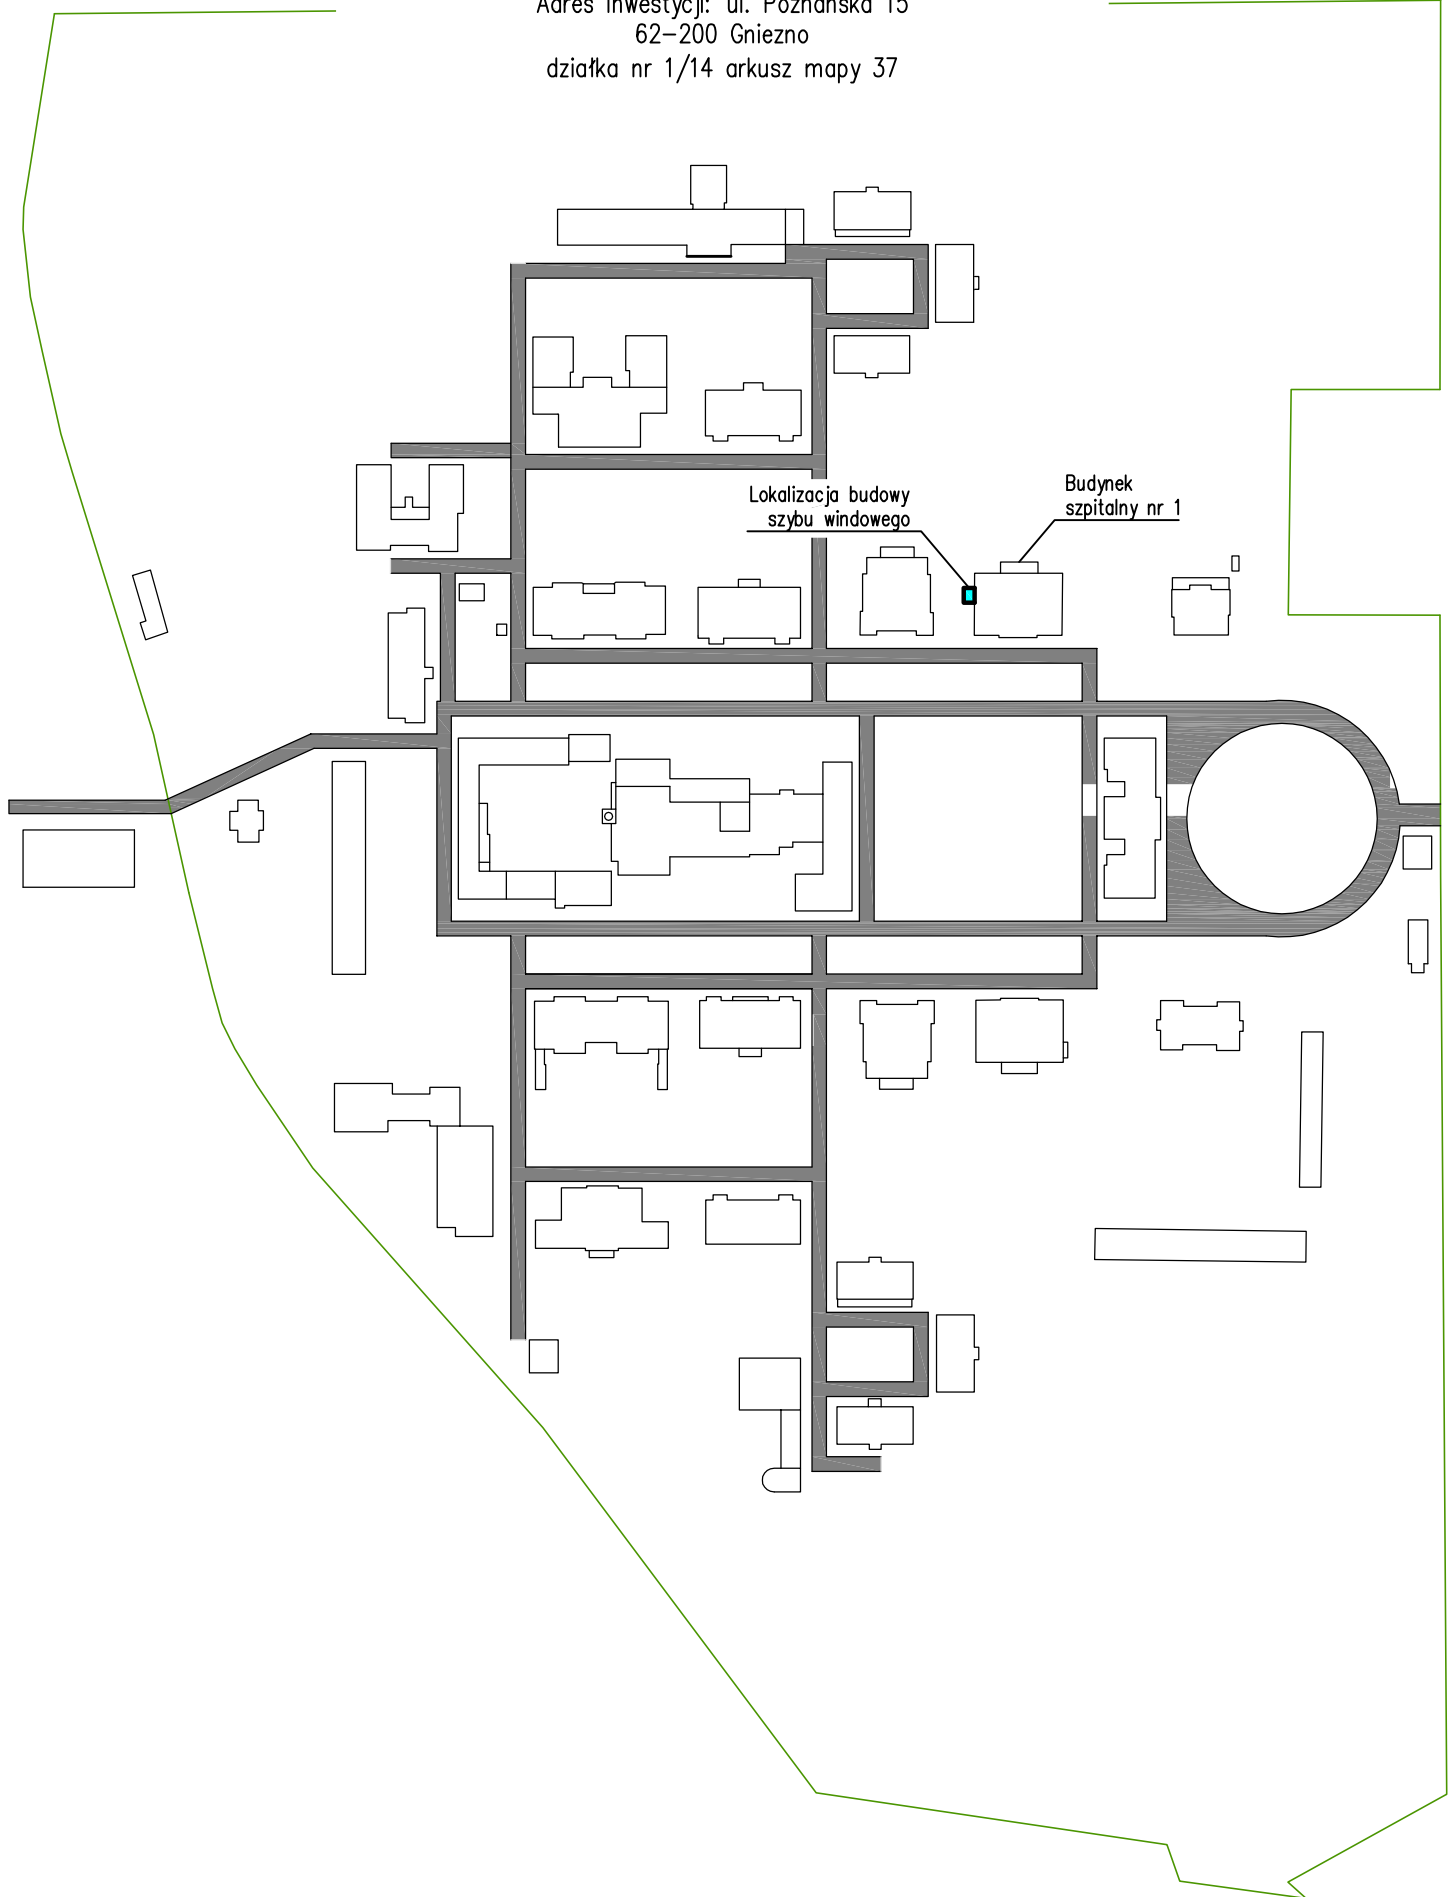 Adres inwestycji: ul. Poznańska 15
62-200 Gniezno
działka nr 1/14 arkusz mapy 37
Lokalizacja budowy
szybu windowego
Budynek
szpitalny nr 1